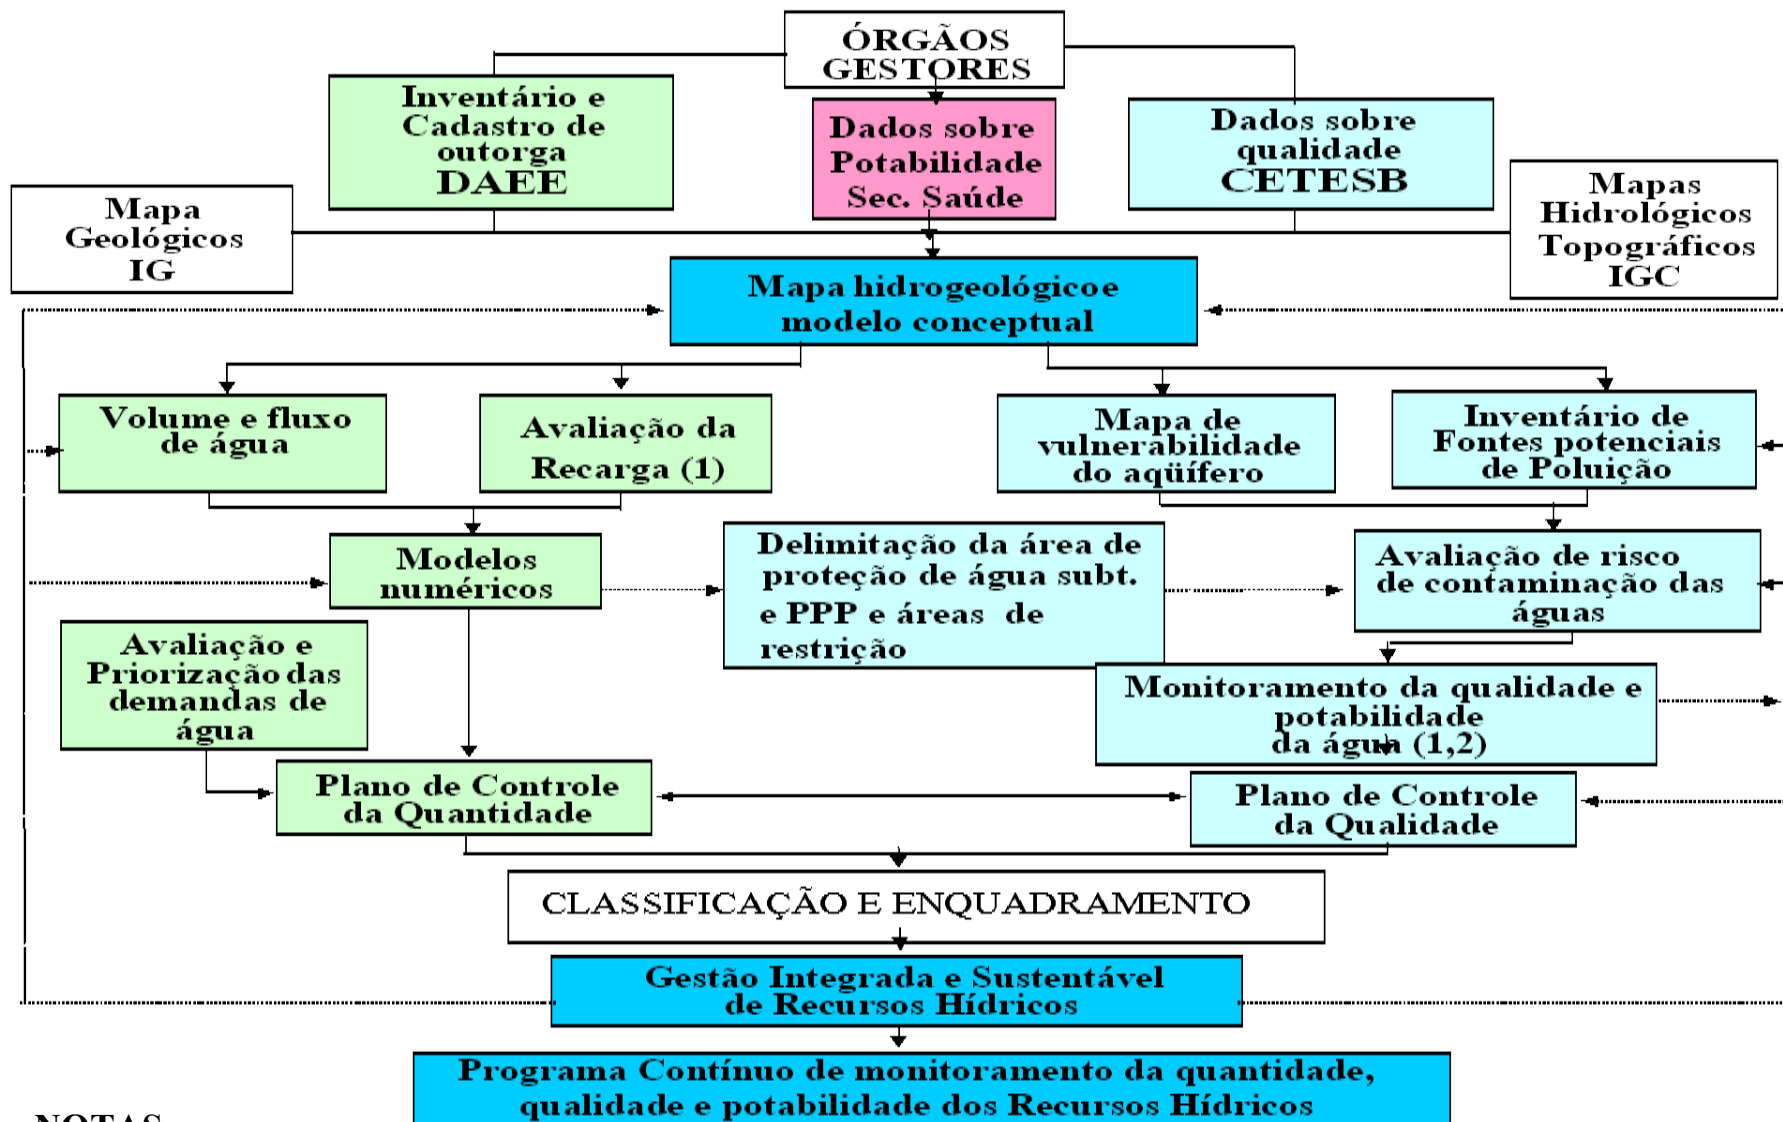 ÓRGÃOS
GESTORES
Inventário e
Cadastro de
outorga
DAEE
Dados sobre
Potabilidade
Sec. Saúde
Dados sobre
qualidade
CETESB
Mapa
Geológicos
IG
Mapas
Hidrológicos
Topográficos
IGC
Mapa hidrogeológicoe
modelo conceptual
Volume e fluxo
de água
Avaliação da
Recarga (1)
Mapa de
vulnerabilidade
do aqüífero
Inventário de
Fontes potenciais
de Poluição
Modelos
numéricos
Delimitação da área de
proteção de água subt.
e PPP e áreas de
restrição
Avaliação de risco
de contaminação das
águas
Avaliação e
Priorização das
demandas de
água
Monitoramento da qualidade e
potabilidade
da água (1,2)
Plano de Controle
da Quantidade
Plano de Controle
da Qualidade
CLASSIFICAÇÃO E ENQUADRAMENTO
Gestão Integrada e Sustentável
de Recursos Hídricos
Programa Contínuo de monitoramento da quantidade,
qualidade e potabilidade dos Recursos Hídricos
NOTAS